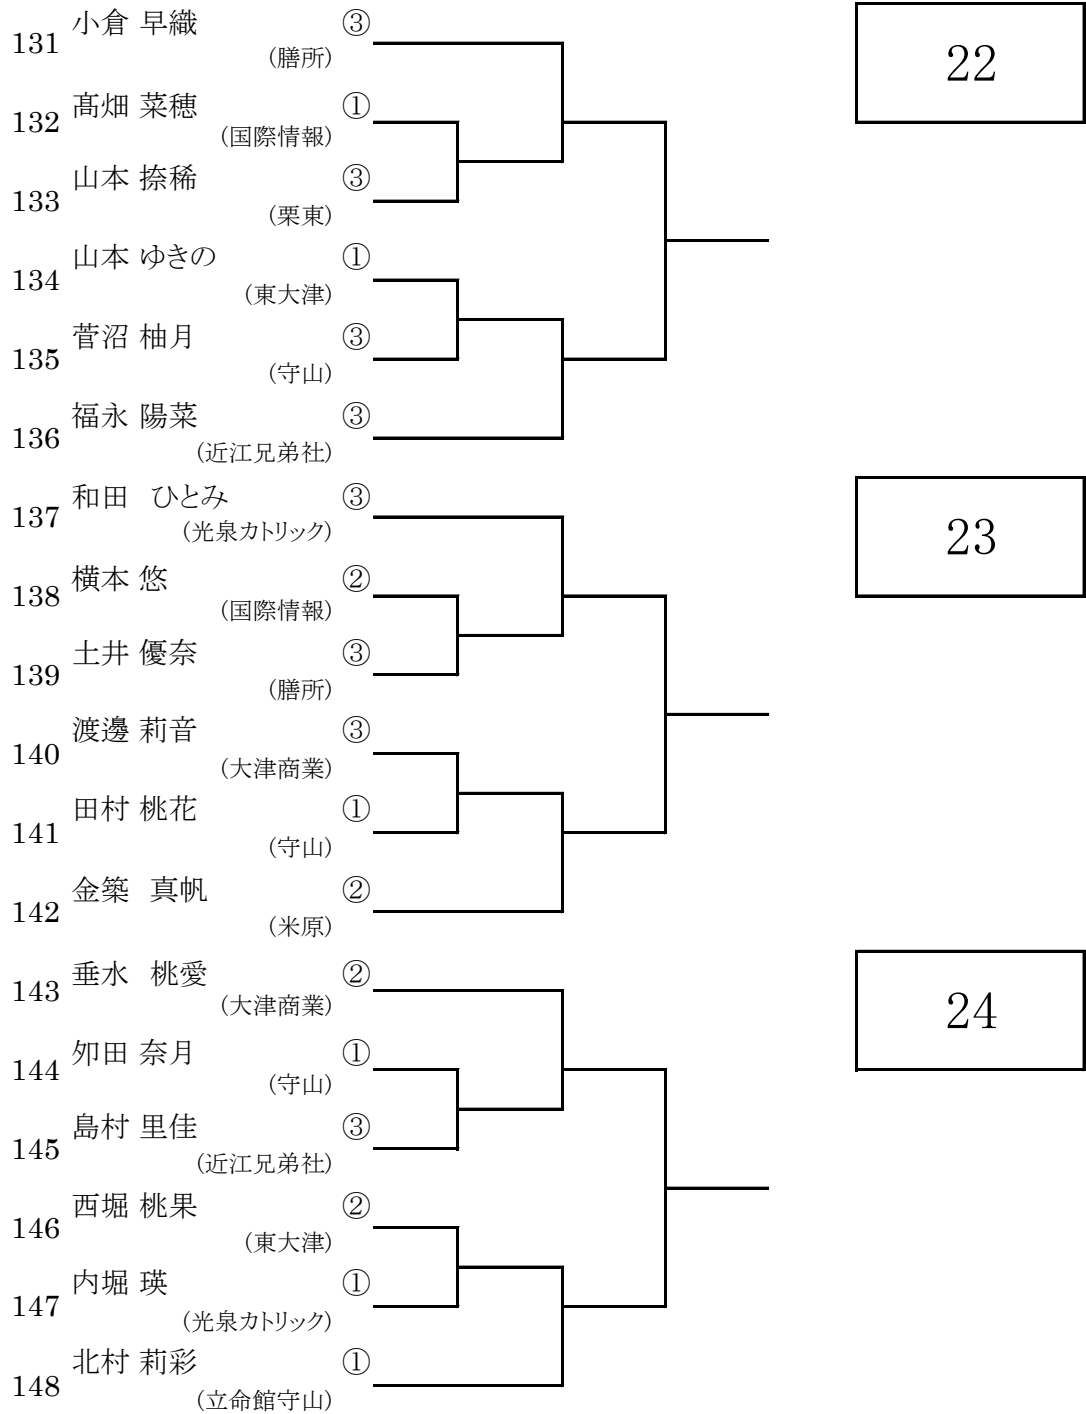 131 小倉 早織 ③
(膳所)
22
132 髙畑 菜穂 ①
(国際情報)
133 山本 捺稀 ③
(栗東)
134 山本 ゆきの ①
(東大津)
135 菅沼 柚月 ③
(守山)
136 福永 陽菜 ③
(近江兄弟社)
137 和田　ひとみ ③
(光泉カトリック)
23
138 横本 悠 ②
(国際情報)
139 土井 優奈 ③
(膳所)
140 渡邊 莉音 ③
(大津商業)
141 田村 桃花 ①
(守山)
142 金築　真帆 ②
(米原)
143 垂水　桃愛 ②
(大津商業)
24
144 夘田 奈月 ①
(守山)
145 島村 里佳 ③
(近江兄弟社)
146 西堀 桃果 ②
(東大津)
147 内堀 瑛 ①
(光泉カトリック)
148 北村 莉彩 ①
(立命館守山)